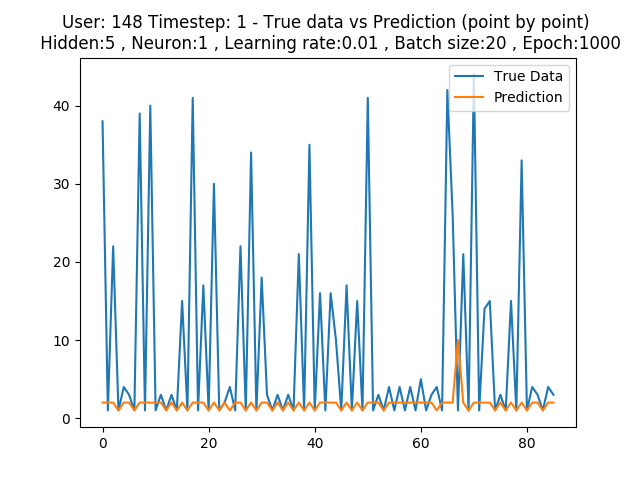 User: 148 Timestep: 1 - True data vs Prediction (point by point)
Hidden:5 , Neuron:1 , Learning rate:0.01 , Batch size:20 , Epoch:1000
True Data
Prediction
40
30
20
10
0
0 20 40 60 80